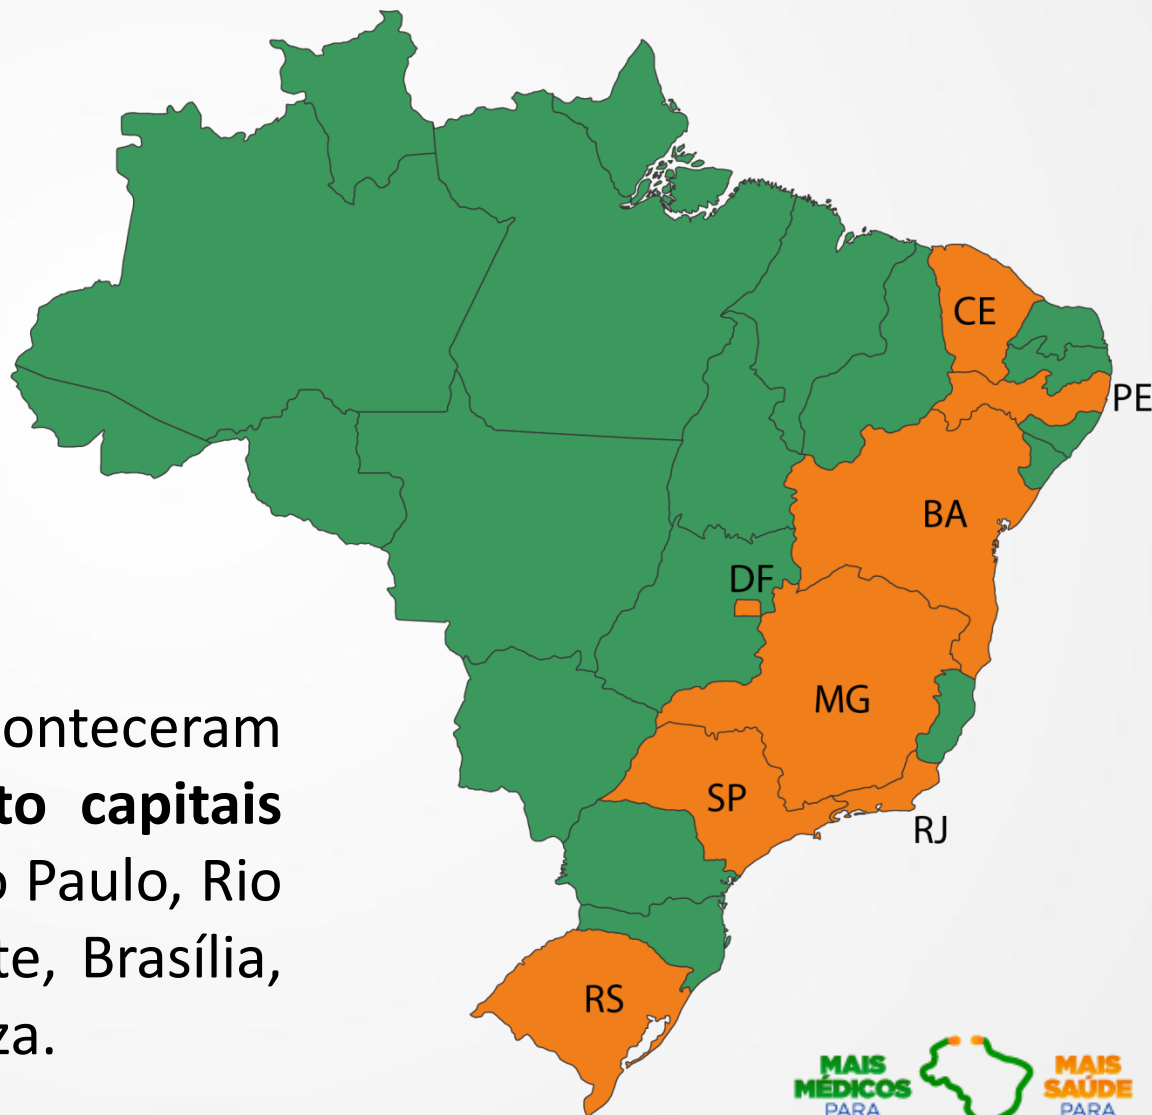 CE
PE
BA
DF
MG
SP
RJ
RS
onteceram
to capitais
o Paulo, Rio
te, Brasília,
za.
MAIS
MÉDICOS
PARA
MAIS
SAÚDE
PARA